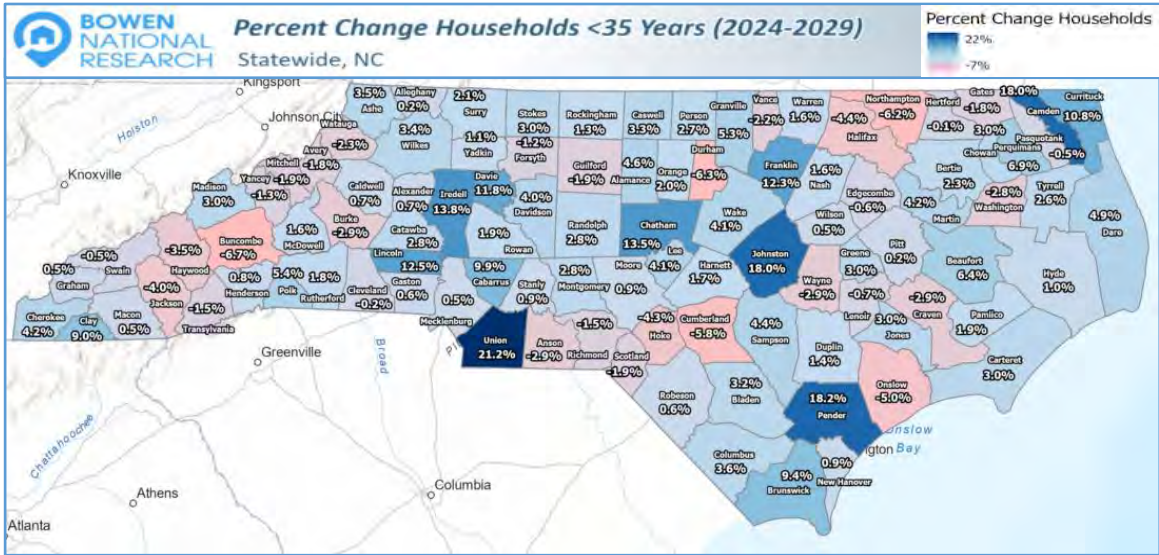 BOWEN
NATIONAL
RESEARCH
Percent Change Households <35 Years (2024-2029)
Statewide, NC
Percent Change Households
22%
-7%
Kingsport
Johnson City
Knoxville
Greenville
Columbia
Athens
Atlanta
Holston
Broad
Chattahoochee
Onslow
Bay
ington
Ashe
3.5%
Alleghany
0.2%
Surry
2.1%
Stokes
3.0%
Rockingham
1.3%
Caswell
3.3%
Person
2.7%
Granville
5.3%
Vance
-2.2%
Warren
1.6%
Northampton
-6.2%
Halifax
-4.4%
Hertford
-0.1%
Gates
-1.8%
18.0%
Camden
Currituck
10.8%
Pasquotank
-0.5%
Perquimans
3.0%
Chowan
6.9%
Watauga
-2.3%
Wilkes
3.4%
Yadkin
1.1%
Forsyth
-1.2%
Guilford
-1.9%
Alamance
4.6%
Orange
2.0%
Durham
-6.3%
Franklin
12.3%
Nash
1.6%
Edgecombe
-0.6%
Bertie
2.3%
Martin
4.2%
Washington
-2.8%
Tyrrell
2.6%
Dare
4.9%
Avery
-1.8%
Mitchell
-1.9%
Yancey
-1.3%
Madison
3.0%
Caldwell
0.7%
Alexander
0.7%
Iredell
13.8%
Davie
11.8%
Davidson
4.0%
Randolph
2.8%
Chatham
13.5%
Wake
4.1%
Wilson
0.5%
Pitt
0.2%
Beaufort
6.4%
Hyde
1.0%
Buncombe
-6.7%
McDowell
1.6%
Burke
-2.9%
Catawba
2.8%
Rowan
1.9%
Lee
4.1%
Johnston
18.0%
Greene
3.0%
Haywood
-3.5%
Swain
-0.5%
Graham
0.5%
Jackson
-4.0%
Henderson
0.8%
Polk
5.4%
Rutherford
1.8%
Cleveland
-0.2%
Lincoln
12.5%
Gaston
0.6%
Cabarrus
9.9%
Stanly
0.9%
Montgomery
2.8%
Moore
0.9%
Harnett
1.7%
Wayne
-2.9%
Lenoir
-0.7%
Craven
-2.9%
Pamlico
1.9%
Cherokee
4.2%
Clay
9.0%
Macon
0.5%
Transylvania
-1.5%
Mecklenburg
0.5%
Union
21.2%
Anson
-2.9%
Richmond
-1.5%
Scotland
-1.9%
Hoke
-4.3%
Cumberland
-5.8%
Sampson
4.4%
Duplin
1.4%
Jones
3.0%
Carteret
3.0%
Onslow
-5.0%
Robeson
0.6%
Bladen
3.2%
Pender
18.2%
Columbus
3.6%
Brunswick
9.4%
New Hanover
0.9%